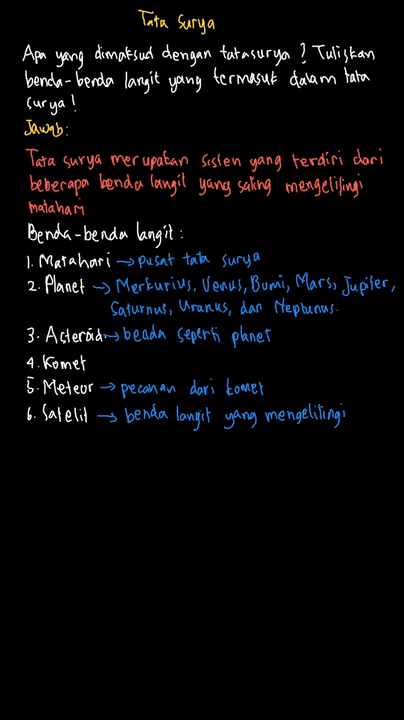 Tata Surya
Apa yang dimaksud dengan tatasurya ? Tuliskan
benda-benda langit yang termasuk dalam tata
surya !
Jawab:
Tata surya merupakan sisten yang terdiri dari
beberapa benda langit yang saling mengelilingi
matahari
Benda-benda langit :
1. Matahari → pusat tata surya
2. Planet → Merkurius, Venus, Bumi, Mars, Jupiter,
Saturnus, Uranus, dan Neptunus.
3. Asteroid → benda seperti planet
4. Komet
5. Meteor → pecahan dari komet
6. Satelit → benda langit yang mengelilingi